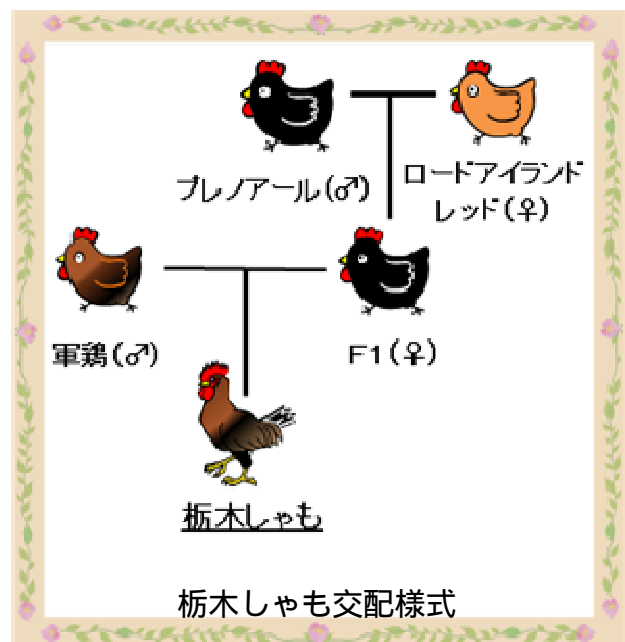 プレノアール(♂)
ロードアイランド
レッド(♀)
軍鶏(♂)
F1(♀)
栃木しゃも
栃木しゃも交配様式